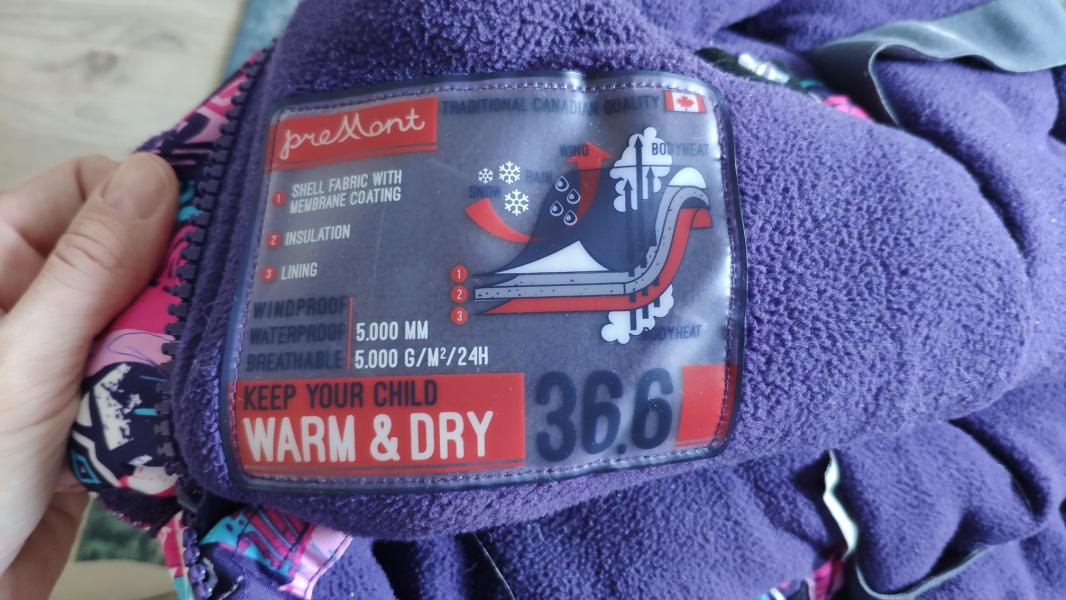 preMont
TRADITIONAL CANADIAN QUALITY
1 SHELL FABRIC WITH
MEMBRANE COATING
2 INSULATION
3 LINING
WIND
BODYHEAT
SNOW
RAIN
1
2
3
BODYHEAT
WINDPROOF
WATERPROOF 5.000 MM
BREATHABLE 5.000 G/M²/24H
KEEP YOUR CHILD
WARM & DRY
36.6